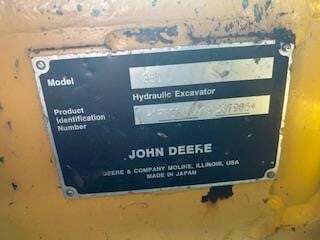 Model
Hydraulic Excavator
Product
Identification
Number
JOHN DEERE
DEERE & COMPANY MOLINE, ILLINOIS, USA
MADE IN JAPAN